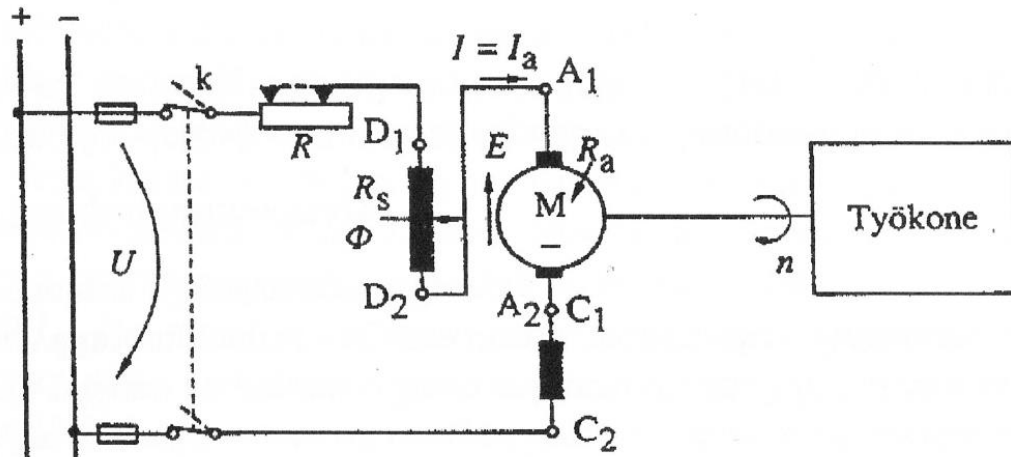 + −
I = Ia
k
A1
R
D1
E
Ra
Rs
M
Työkone
Φ
−
U
n
D2
A2
C1
C2